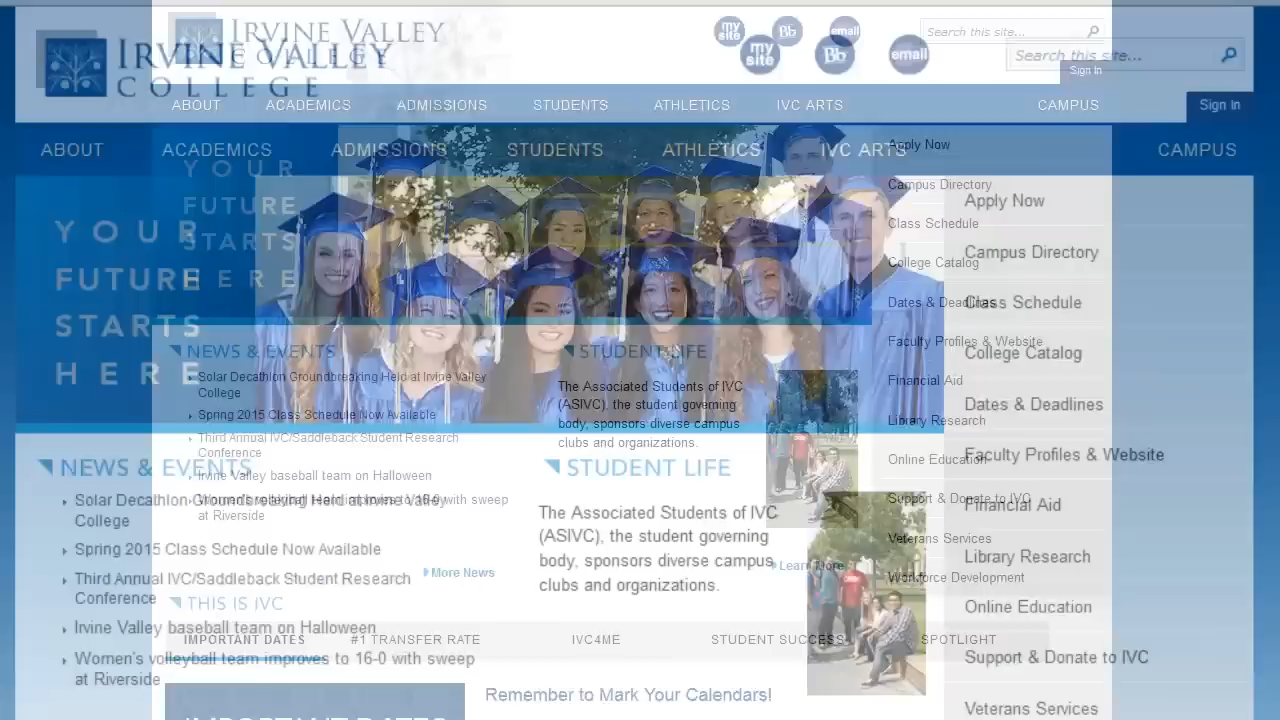 IRVINE VALLEY
COLLEGE
my site
Bb
email
Search this site...
Sign In
ABOUT
ACADEMICS
ADMISSIONS
STUDENTS
ATHLETICS
IVC ARTS
CAMPUS
IRVINE VALLEY
COLLEGE
my site
Bb
email
Search this site...
Sign In
ABOUT
ACADEMICS
ADMISSIONS
STUDENTS
ATHLETICS
IVC ARTS
CAMPUS
YOUR
FUTURE
STARTS
HERE
YOUR
FUTURE
STARTS
HERE
Apply Now
Campus Directory
Class Schedule
College Catalog
Dates & Deadlines
Faculty Profiles & Website
Financial Aid
Library Research
Online Education
Support & Donate to IVC
Veterans Services
Workforce Development
Apply Now
Campus Directory
Class Schedule
College Catalog
Dates & Deadlines
Faculty Profiles & Website
Financial Aid
Library Research
Online Education
Support & Donate to IVC
Veterans Services
NEWS & EVENTS
Solar Decathlon Groundbreaking Held at Irvine Valley
College
Spring 2015 Class Schedule Now Available
Third Annual IVC/Saddleback Student Research
Conference
Irvine Valley baseball team on Halloween
Women's volleyball team improves to 16-0 with sweep
at Riverside
More News
STUDENT LIFE
The Associated Students of IVC
(ASIVC), the student governing
body, sponsors diverse campus
clubs and organizations.
Learn More
NEWS & EVENTS
Solar Decathlon Groundbreaking Held at Irvine Valley
College
Spring 2015 Class Schedule Now Available
Third Annual IVC/Saddleback Student Research
Conference
Irvine Valley baseball team on Halloween
Women's volleyball team improves to 16-0 with sweep
at Riverside
STUDENT LIFE
The Associated Students of IVC
(ASIVC), the student governing
body, sponsors diverse campus
clubs and organizations.
THIS IS IVC
IMPORTANT DATES
#1 TRANSFER RATE
IVC4ME
STUDENT SUCCESS
SPOTLIGHT
IMPORTANT DATES
Remember to Mark Your Calendars!